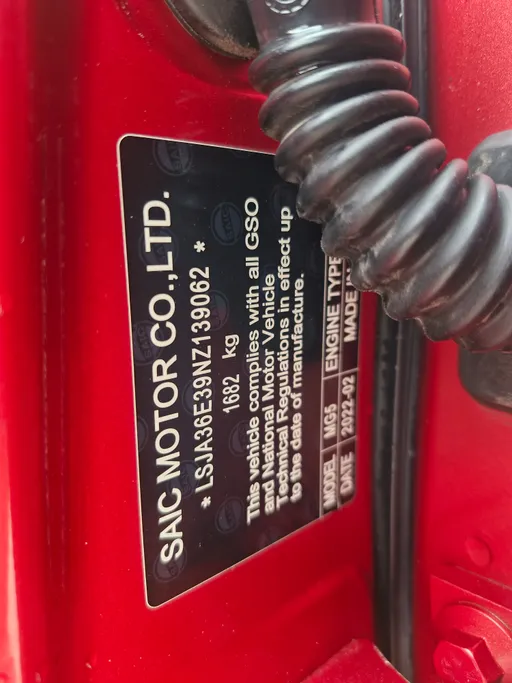 SAIC MOTOR CO.,LTD.
* LSJA36E39NZ139062 *
1682 kg
This vehicle complies with all GSO
and National Motor Vehicle
Technical Regulations in effect up
to the date of manufacture.
MODEL MG5 ENGINE TYPE
DATE 2022-02 MADE IN